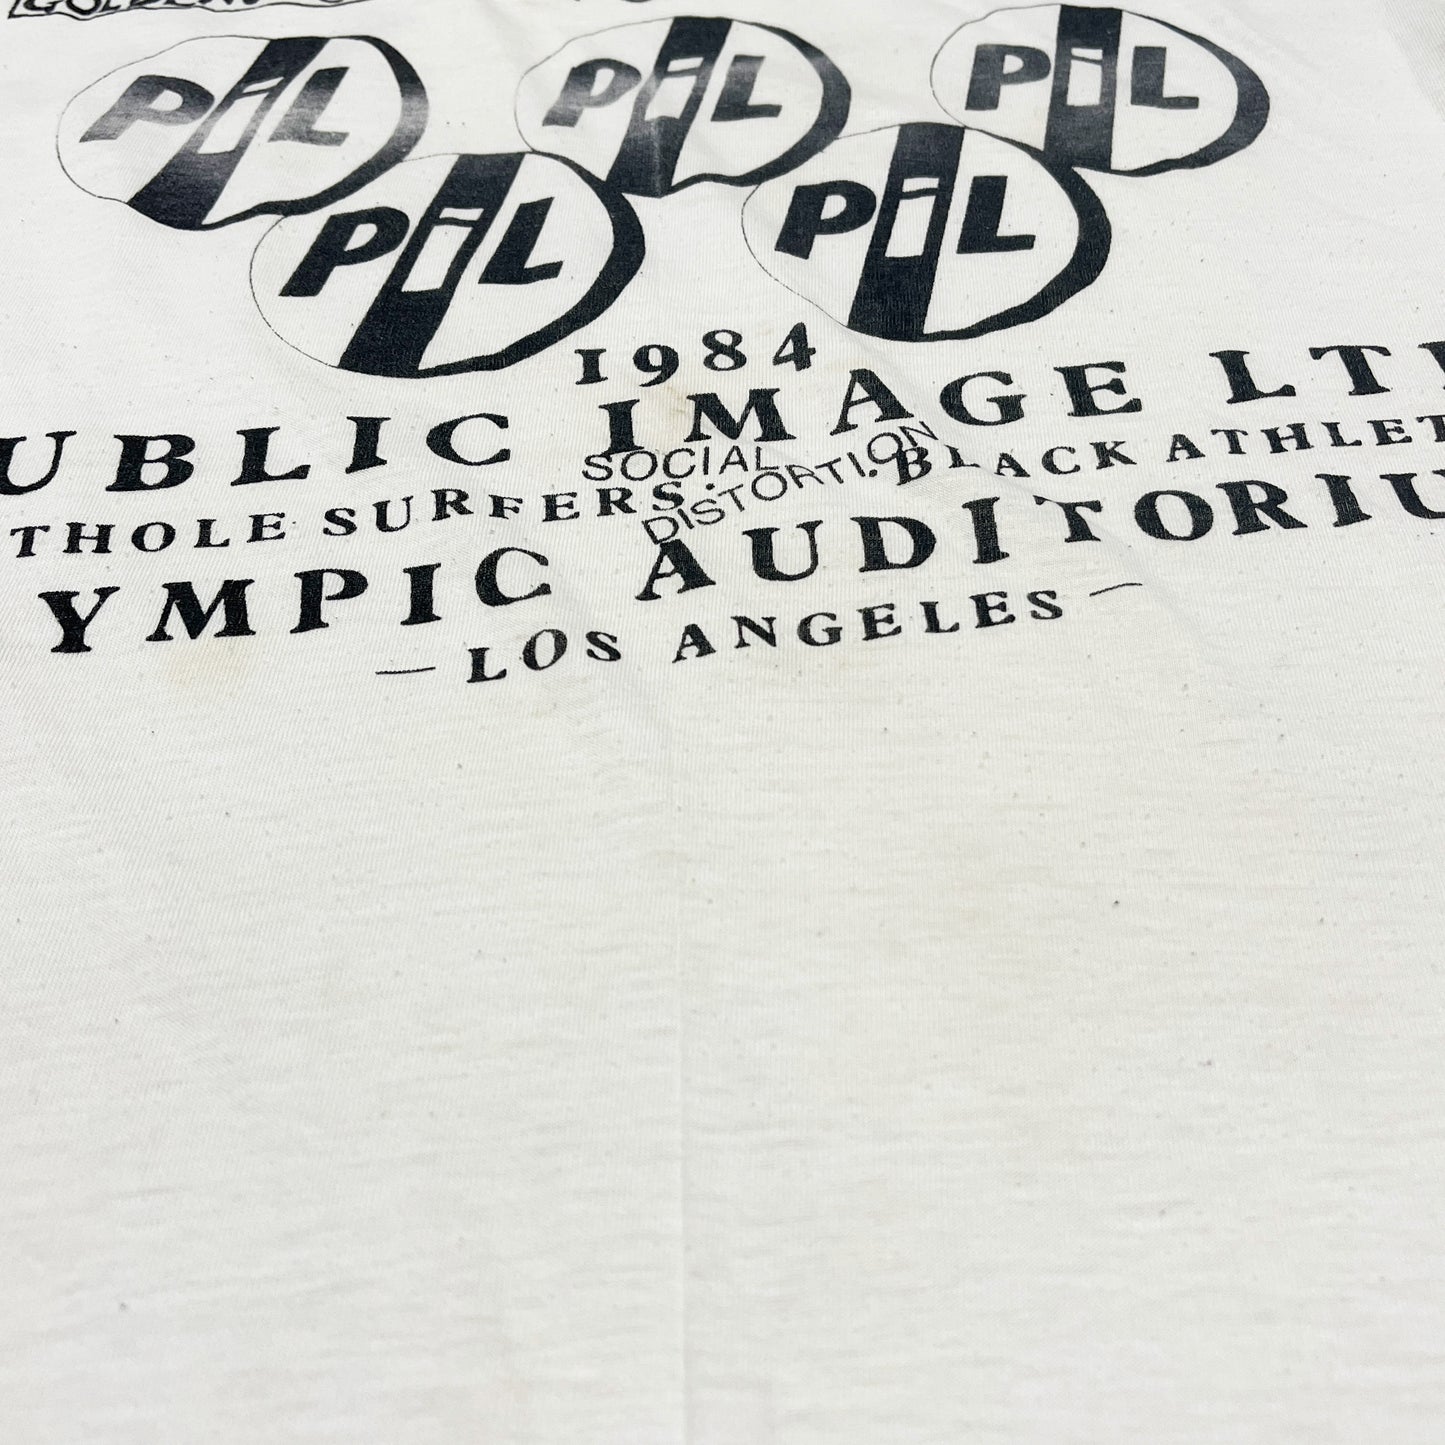 PiL PiL PiL
PiL PiL
1984
UBLIC IMAGE LT
SOCIAL
DISTORTION
THOLE SURFERS. BLACK ATHLET
YMPIC AUDITORIU
— LOS ANGELES —